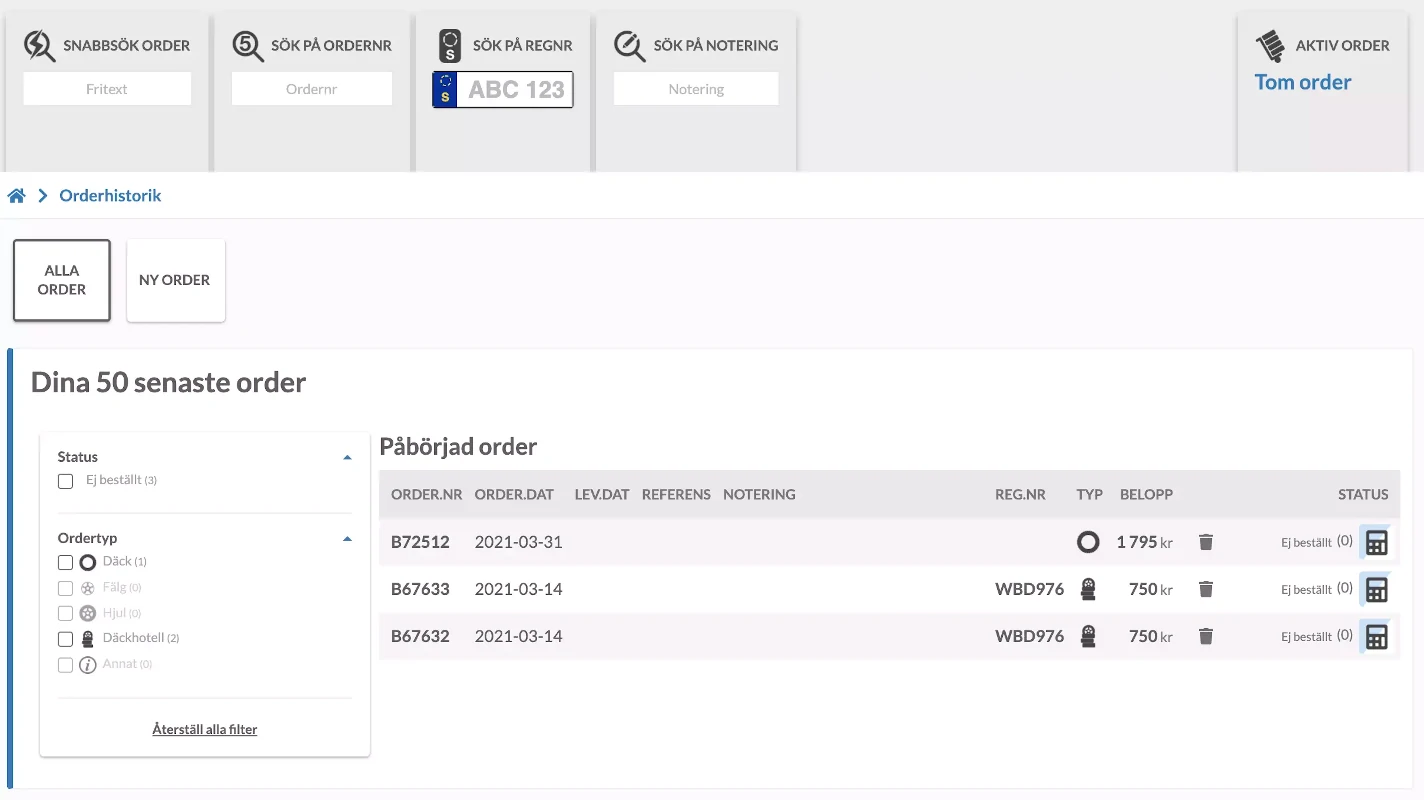 SNABBSÖK ORDER
SÖK PÅ ORDERNR
SÖK PÅ REGNR
SÖK PÅ NOTERING
AKTIV ORDER
Fritext
Ordernr
S ABC 123
Notering
Tom order
Orderhistorik
ALLA
ORDER
NY ORDER
Dina 50 senaste order
Status
Ej beställt (3)
Ordertyp
Däck (1)
Fälg (0)
Hjul (0)
Däckhotell (2)
Annat (0)
Återställ alla filter
Påbörjad order
ORDER.NR ORDER.DAT LEV.DAT REFERENS NOTERING REG.NR TYP BELOPP STATUS
B72512 2021-03-31 1 795 kr Ej beställt (0)
B67633 2021-03-14 WBD976 750 kr Ej beställt (0)
B67632 2021-03-14 WBD976 750 kr Ej beställt (0)